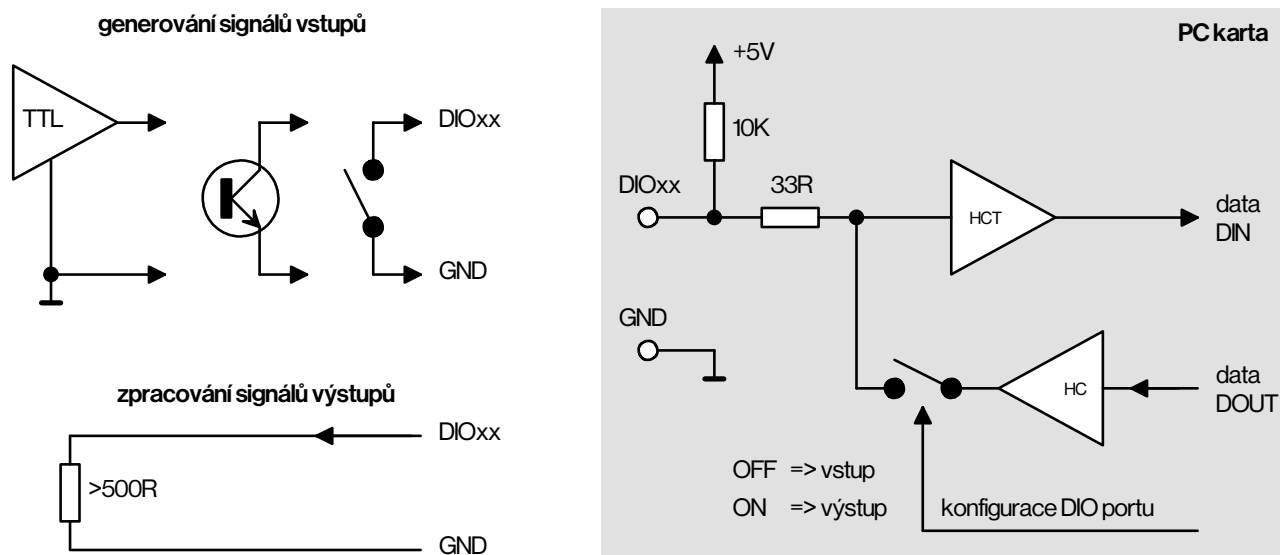 generování signálů vstupů
TTL
DIOxx
GND
zpracování signálů výstupů
DIOxx
>500R
GND
PC karta
+5V
10K
DIOxx
33R
HCT
data
DIN
GND
HC
data
DOUT
OFF => vstup
ON => výstup
konfigurace DIO portu